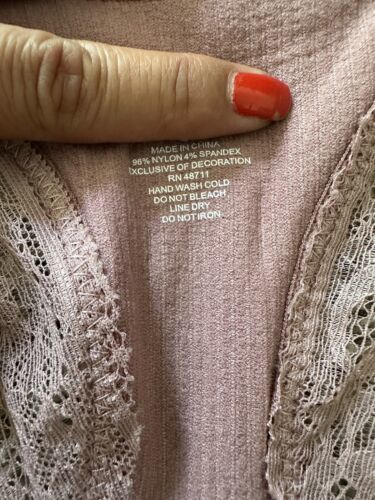 MADE IN CHINA
96% NYLON 4% SPANDEX
EXCLUSIVE OF DECORATION
RN 48711
HAND WASH COLD
DO NOT BLEACH
LINE DRY
DO NOT IRON